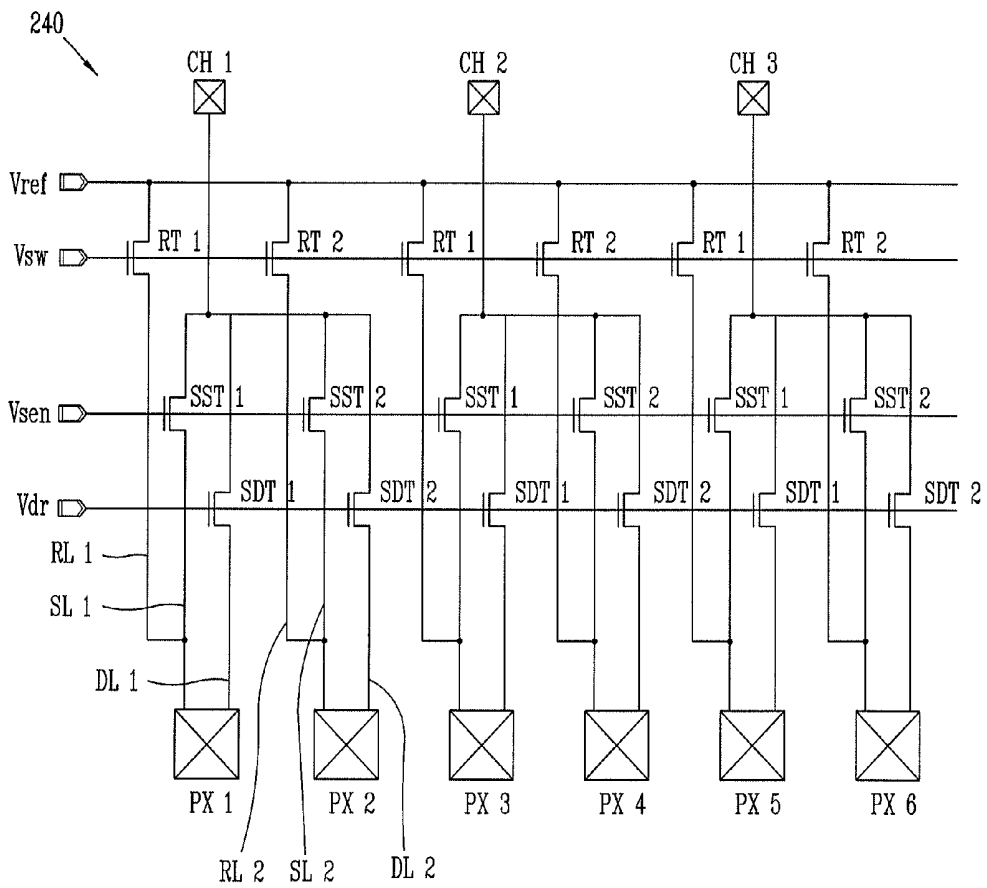 240
CH 1 CH 2 CH 3
Vref
Vsw RT 1 RT 2 RT 1 RT 2 RT 1 RT 2
Vsen SST 1 SST 2 SST 1 SST 2 SST 1 SST 2
Vdr SDT 1 SDT 2 SDT 1 SDT 2 SDT 1 SDT 2
RL 1
SL 1
DL 1
PX 1 PX 2 PX 3 PX 4 PX 5 PX 6
RL 2 SL 2 DL 2